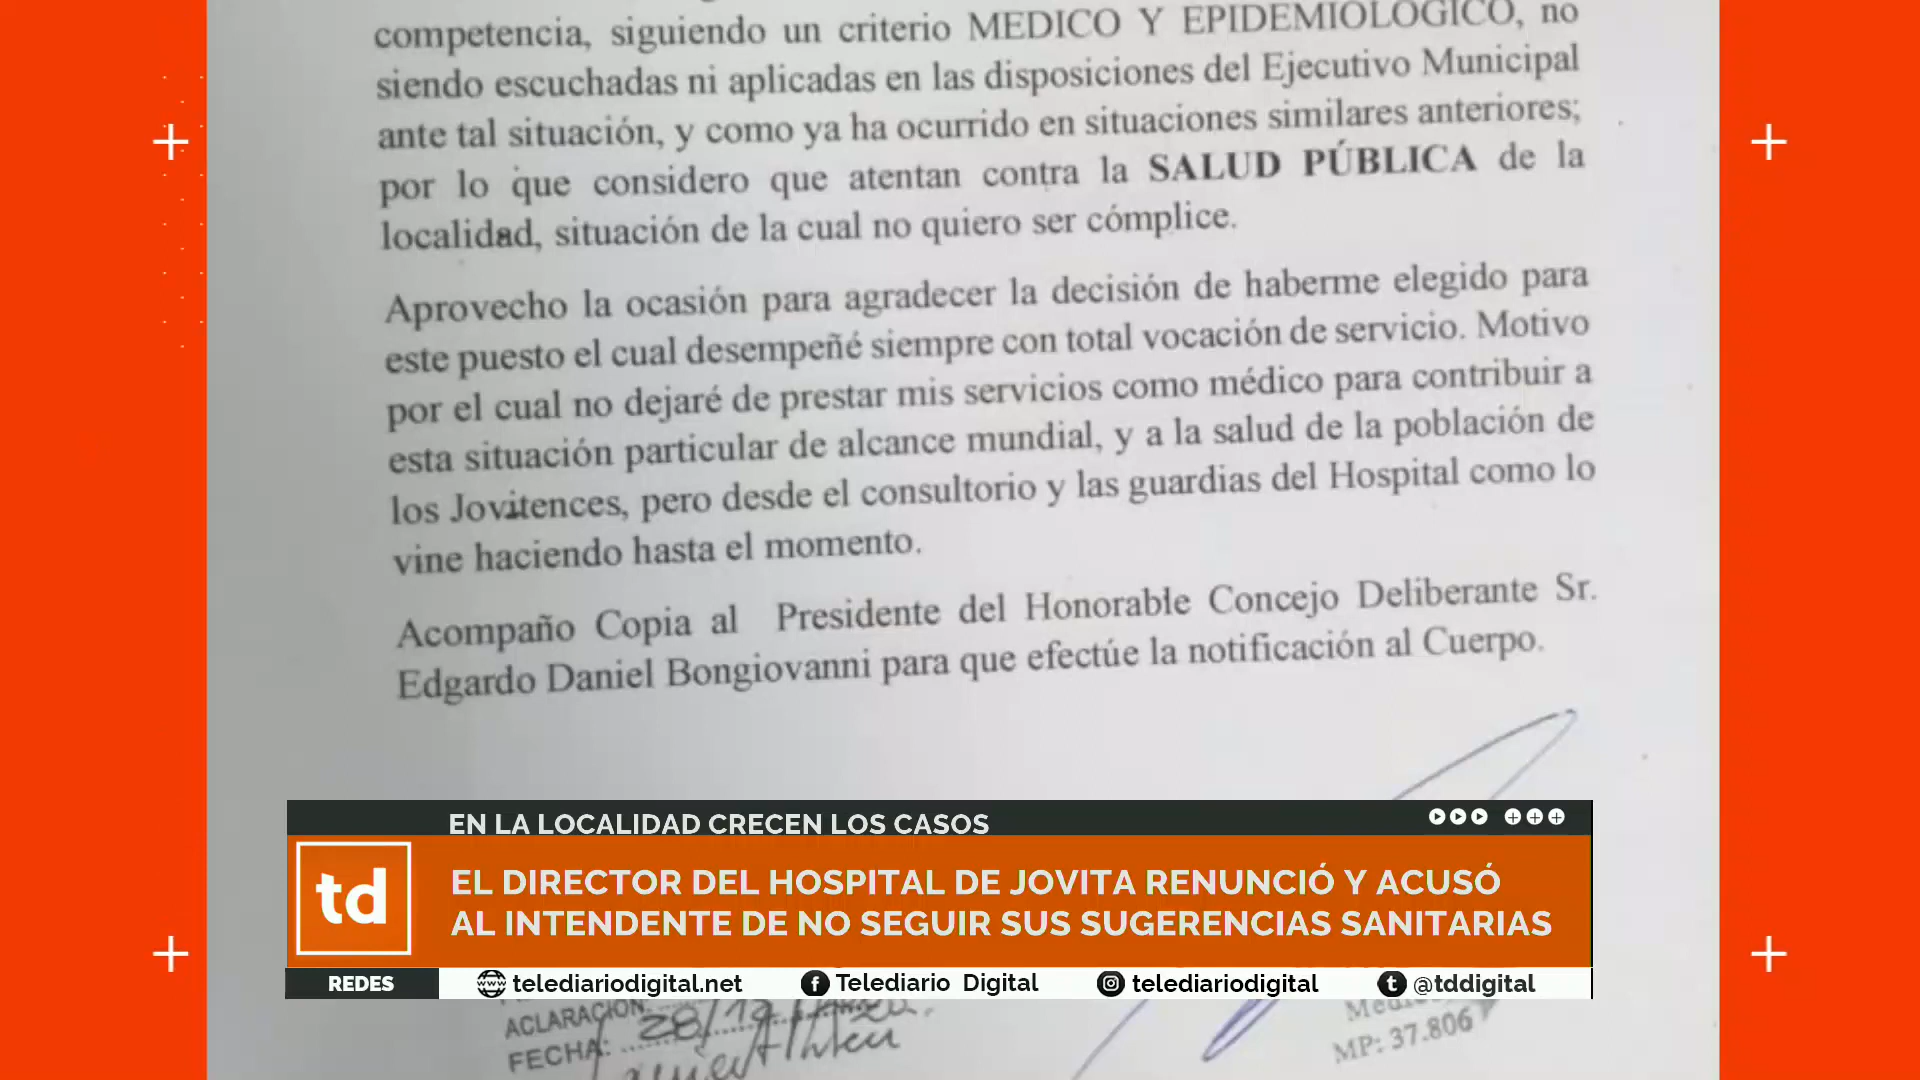 competencia, siguiendo un criterio MEDICO Y EPIDEMIOLOGICO, no
siendo escuchadas ni aplicadas en las disposiciones del Ejecutivo Municipal
ante tal situación, y como ya ha ocurrido en situaciones similares anteriores;
por lo que considero que atentan contra la SALUD PÚBLICA de la
localidad, situación de la cual no quiero ser cómplice.
Aprovecho la ocasión para agradecer la decisión de haberme elegido para
este puesto el cual desempeñé siempre con total vocación de servicio. Motivo
por el cual no dejaré de prestar mis servicios como médico para contribuir a
esta situación particular de alcance mundial, y a la salud de la población de
los Jovitences, pero desde el consultorio y las guardias del Hospital como lo
vine haciendo hasta el momento.
Acompaño Copia al Presidente del Honorable Concejo Deliberante Sr.
Edgardo Daniel Bongiovanni para que efectúe la notificación al Cuerpo.
EN LA LOCALIDAD CRECEN LOS CASOS
td
EL DIRECTOR DEL HOSPITAL DE JOVITA RENUNCIÓ Y ACUSÓ
AL INTENDENTE DE NO SEGUIR SUS SUGERENCIAS SANITARIAS
REDES
www telediariodigital.net
f Telediario Digital
telediariodigital
t @tddigital
ACLARACIÓN:
FECHA:
MP: 37.806